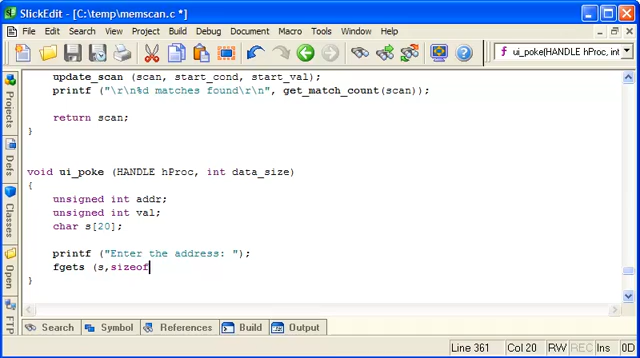 SlickEdit - [C:\temp\memscan.c *]
File Edit Search View Project Build Debug Document Macro Tools Window Help
ui_poke(HANDLE hProc, int
update_scan (scan, start_cond, start_val);
printf ("\r\n%d matches found\r\n", get_match_count(scan));
return scan;
}
void ui_poke (HANDLE hProc, int data_size)
{
unsigned int addr;
unsigned int val;
char s[20];
printf ("Enter the address: ");
fgets (s,sizeof
}
Projects
Defs
Classes
Open
FTP
Search Symbol References Build Output
Line 361 Col 20 RW REC Ins 0D